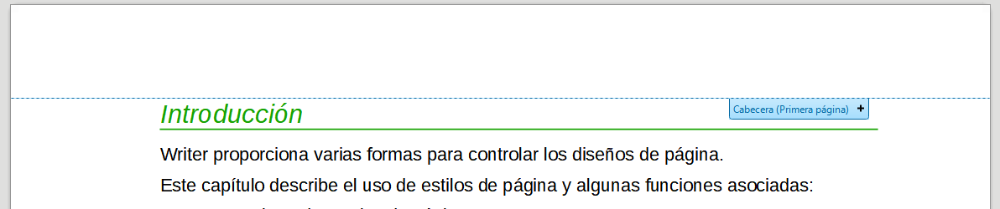 Introducción
Cabecera (Primera página) +
Writer proporciona varias formas para controlar los diseños de página.
Este capítulo describe el uso de estilos de página y algunas funciones asociadas: